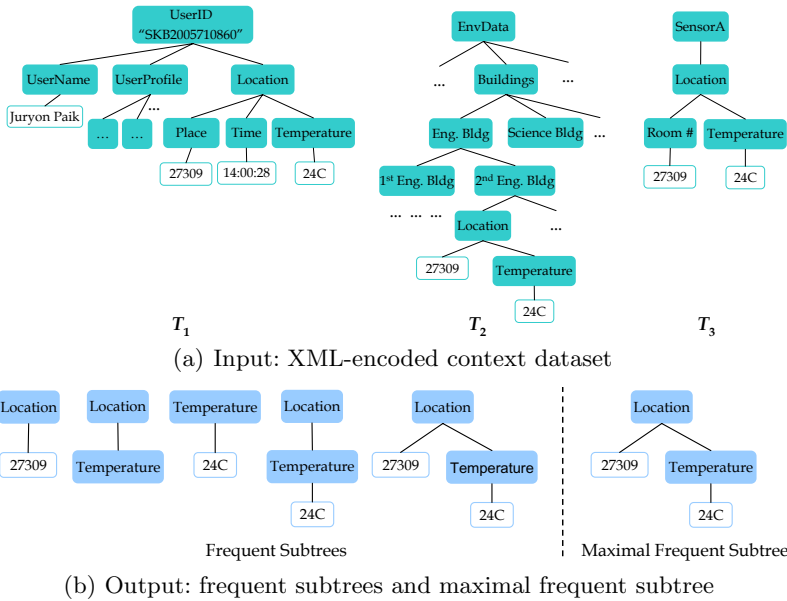 UserID
“SKB2005710860”
UserName
UserProfile
Location
Juryon Paik
...
...
...
Place
Time
Temperature
27309
14:00:28
24C
T1
EnvData
...
Buildings
...
Eng. Bldg
Science Bldg
...
1st Eng. Bldg
2nd Eng. Bldg
... ... ...
Location
...
27309
Temperature
24C
T2
SensorA
Location
Room #
Temperature
27309
24C
T3
(a) Input: XML-encoded context dataset
Location
27309
Location
Temperature
Temperature
24C
Location
Temperature
24C
Location
27309
Temperature
24C
Frequent Subtrees
Location
27309
Temperature
24C
Maximal Frequent Subtree
(b) Output: frequent subtrees and maximal frequent subtree